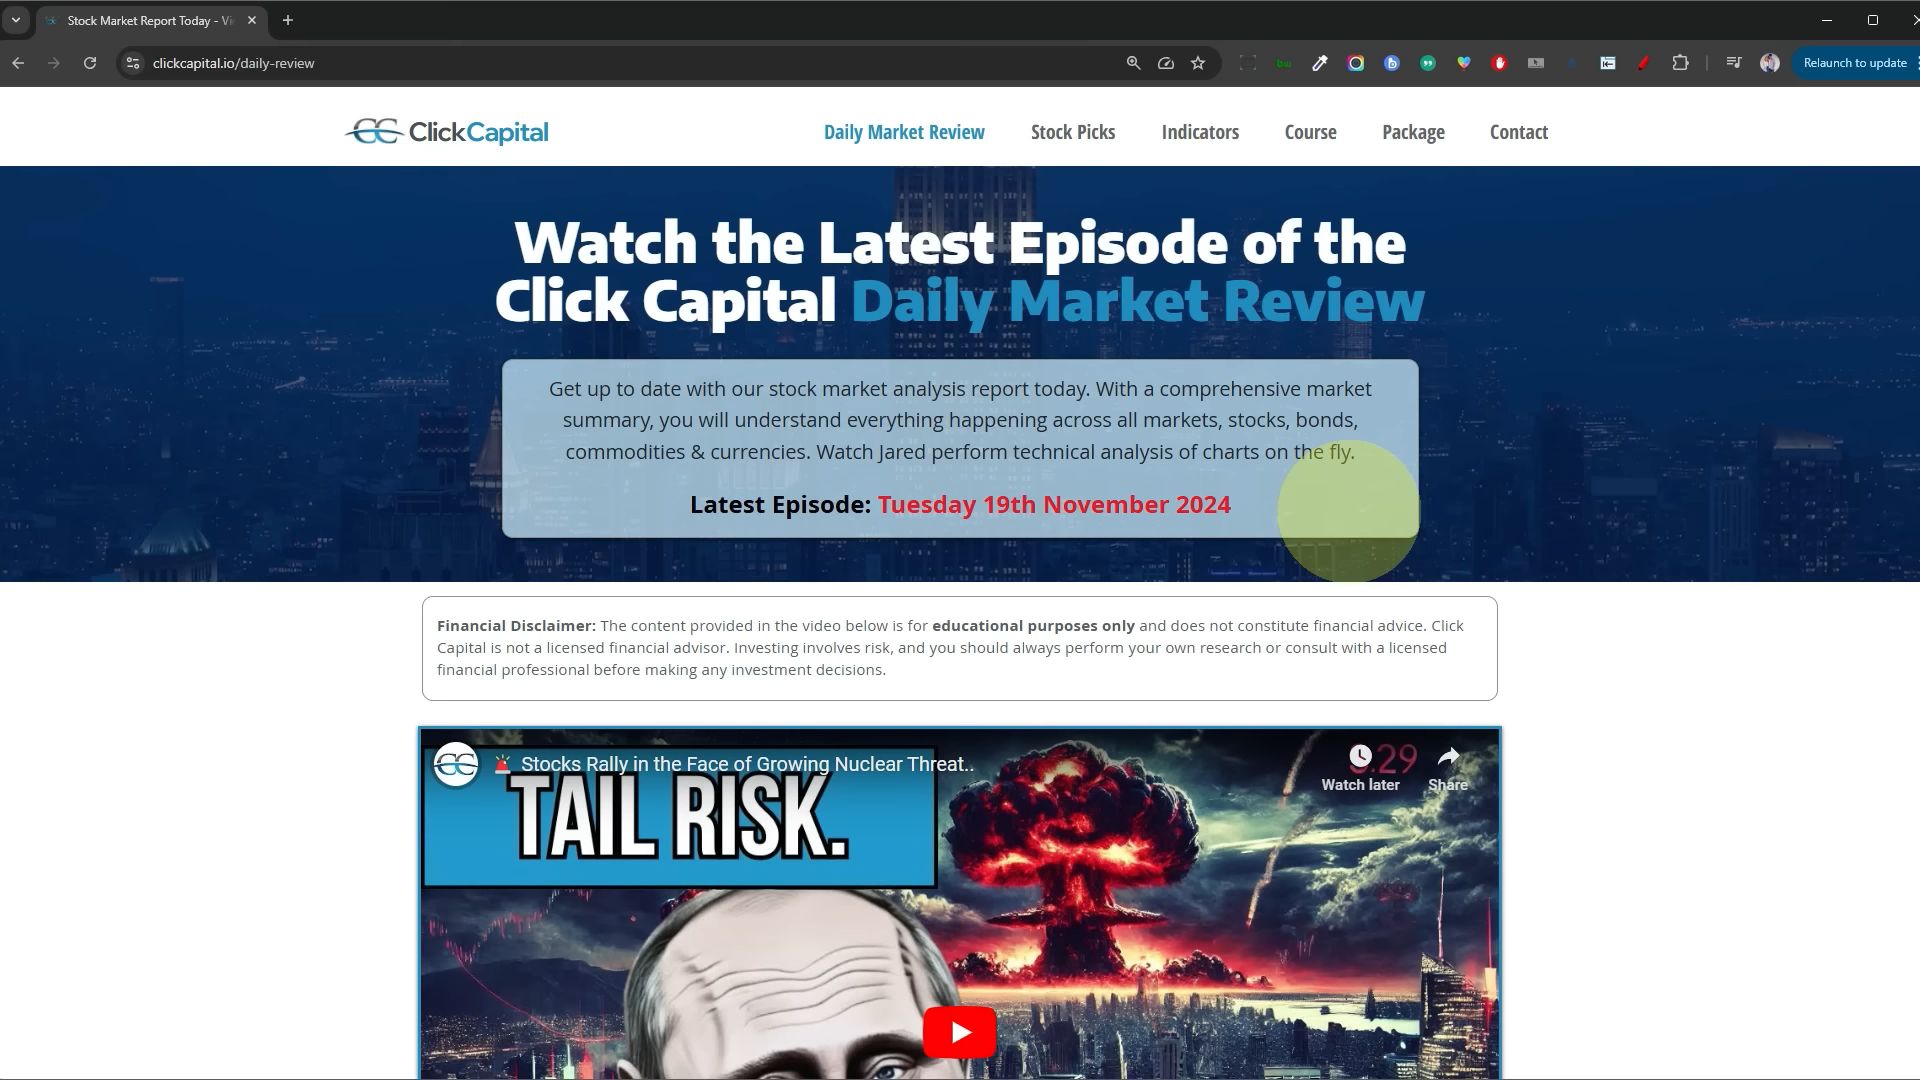 Stock Market Report Today - Vi
clickcapital.io/daily-review
Relaunch to update
ClickCapital
Daily Market Review
Stock Picks
Indicators
Course
Package
Contact
Watch the Latest Episode of the
Click Capital Daily Market Review
Get up to date with our stock market analysis report today. With a comprehensive market
summary, you will understand everything happening across all markets, stocks, bonds,
commodities & currencies. Watch Jared perform technical analysis of charts on the fly.
Latest Episode: Tuesday 19th November 2024
Financial Disclaimer: The content provided in the video below is for educational purposes only and does not constitute financial advice. Click
Capital is not a licensed financial advisor. Investing involves risk, and you should always perform your own research or consult with a licensed
financial professional before making any investment decisions.
🚨 Stocks Rally in the Face of Growing Nuclear Threat..
Watch later
Share
TAIL RISK.